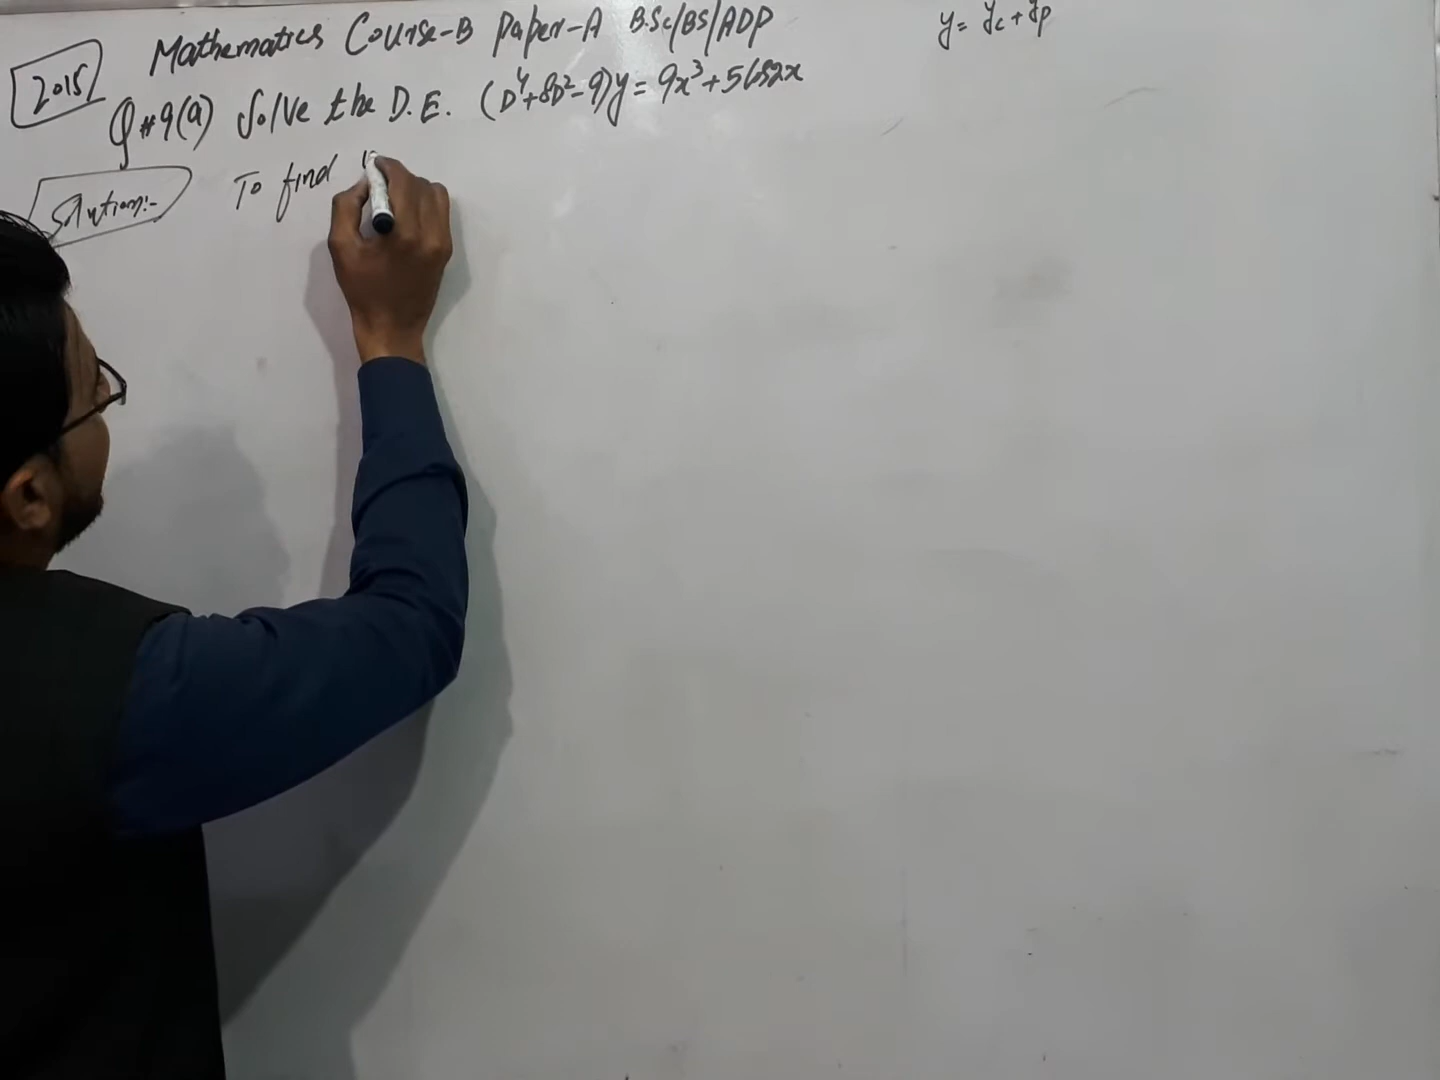 Mathematics Course-B Paper-A B.Sc/BS/ADP
y = yc + yp
2015
Q#9(a) Solve the D.E. (D⁴+8D²-9)y = 9x³+5cos2x
Solution:-
To find